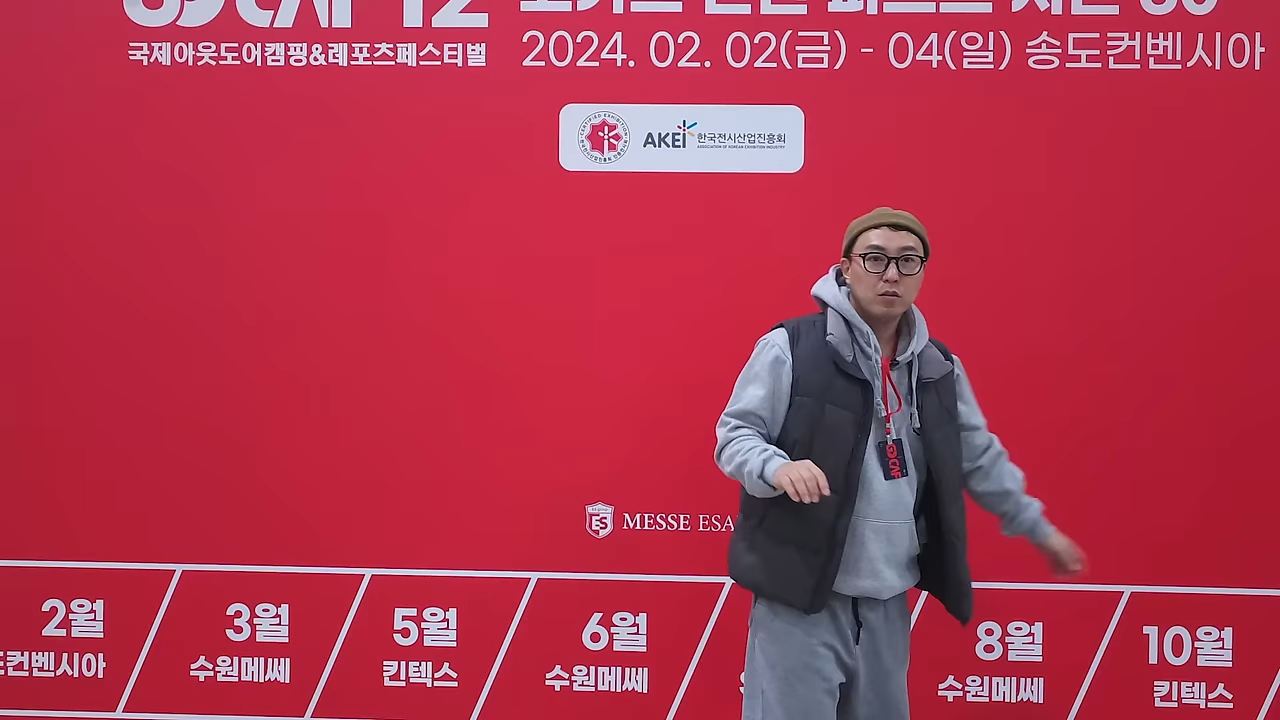 국제아웃도어캠핑&레포츠페스티벌
2024. 02. 02(금) - 04(일) 송도컨벤시아
CERTIFIED EXHIBITION
AKEI 한국전시산업진흥회
ASSOCIATION OF KOREAN EXHIBITION INDUSTRY
ES
MESSE ESA
2월
3월
5월
6월
8월
10월
도컨벤시아
수원메쎄
킨텍스
수원메쎄
수원메쎄
킨텍스